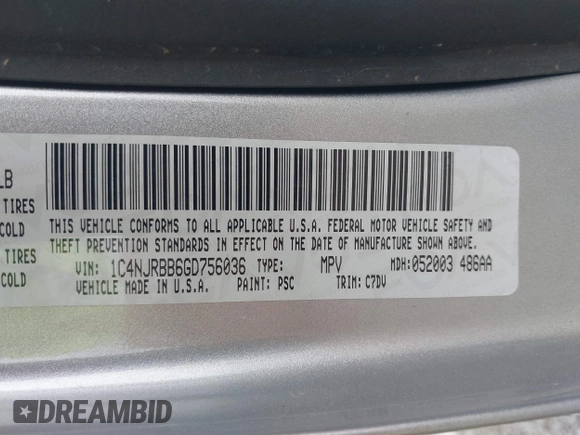 LB
TIRES
COLD
TIRES
COLD
THIS VEHICLE CONFORMS TO ALL APPLICABLE U.S.A. FEDERAL MOTOR VEHICLE SAFETY AND
THEFT PREVENTION STANDARDS IN EFFECT ON THE DATE OF MANUFACTURE SHOWN ABOVE.
VIN: 1C4NJRBB6GD756036 TYPE: MPV MDH:052003 486AA
VEHICLE MADE IN U.S.A. PAINT: PSC TRIM: C7DV
DREAMBID